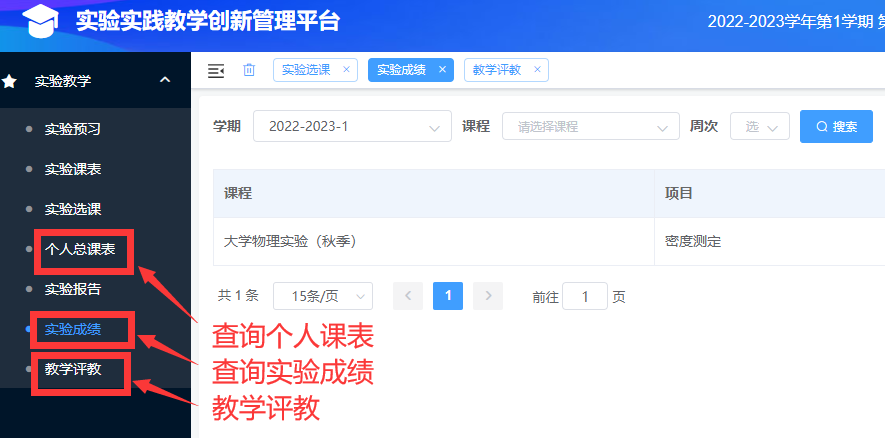 实验实践教学创新管理平台
2022-2023学年第1学期 第
实验教学
实验选课 × 实验成绩 × 教学评教 ×
实验预习
实验课表
实验选课
个人总课表
实验报告
实验成绩
教学评教
学期 2022-2023-1 课程 请选择课程 周次 选 搜索
课程 项目
大学物理实验（秋季） 密度测定
共 1 条 15条/页 < 1 > 前往 1 页
查询个人课表
查询实验成绩
教学评教